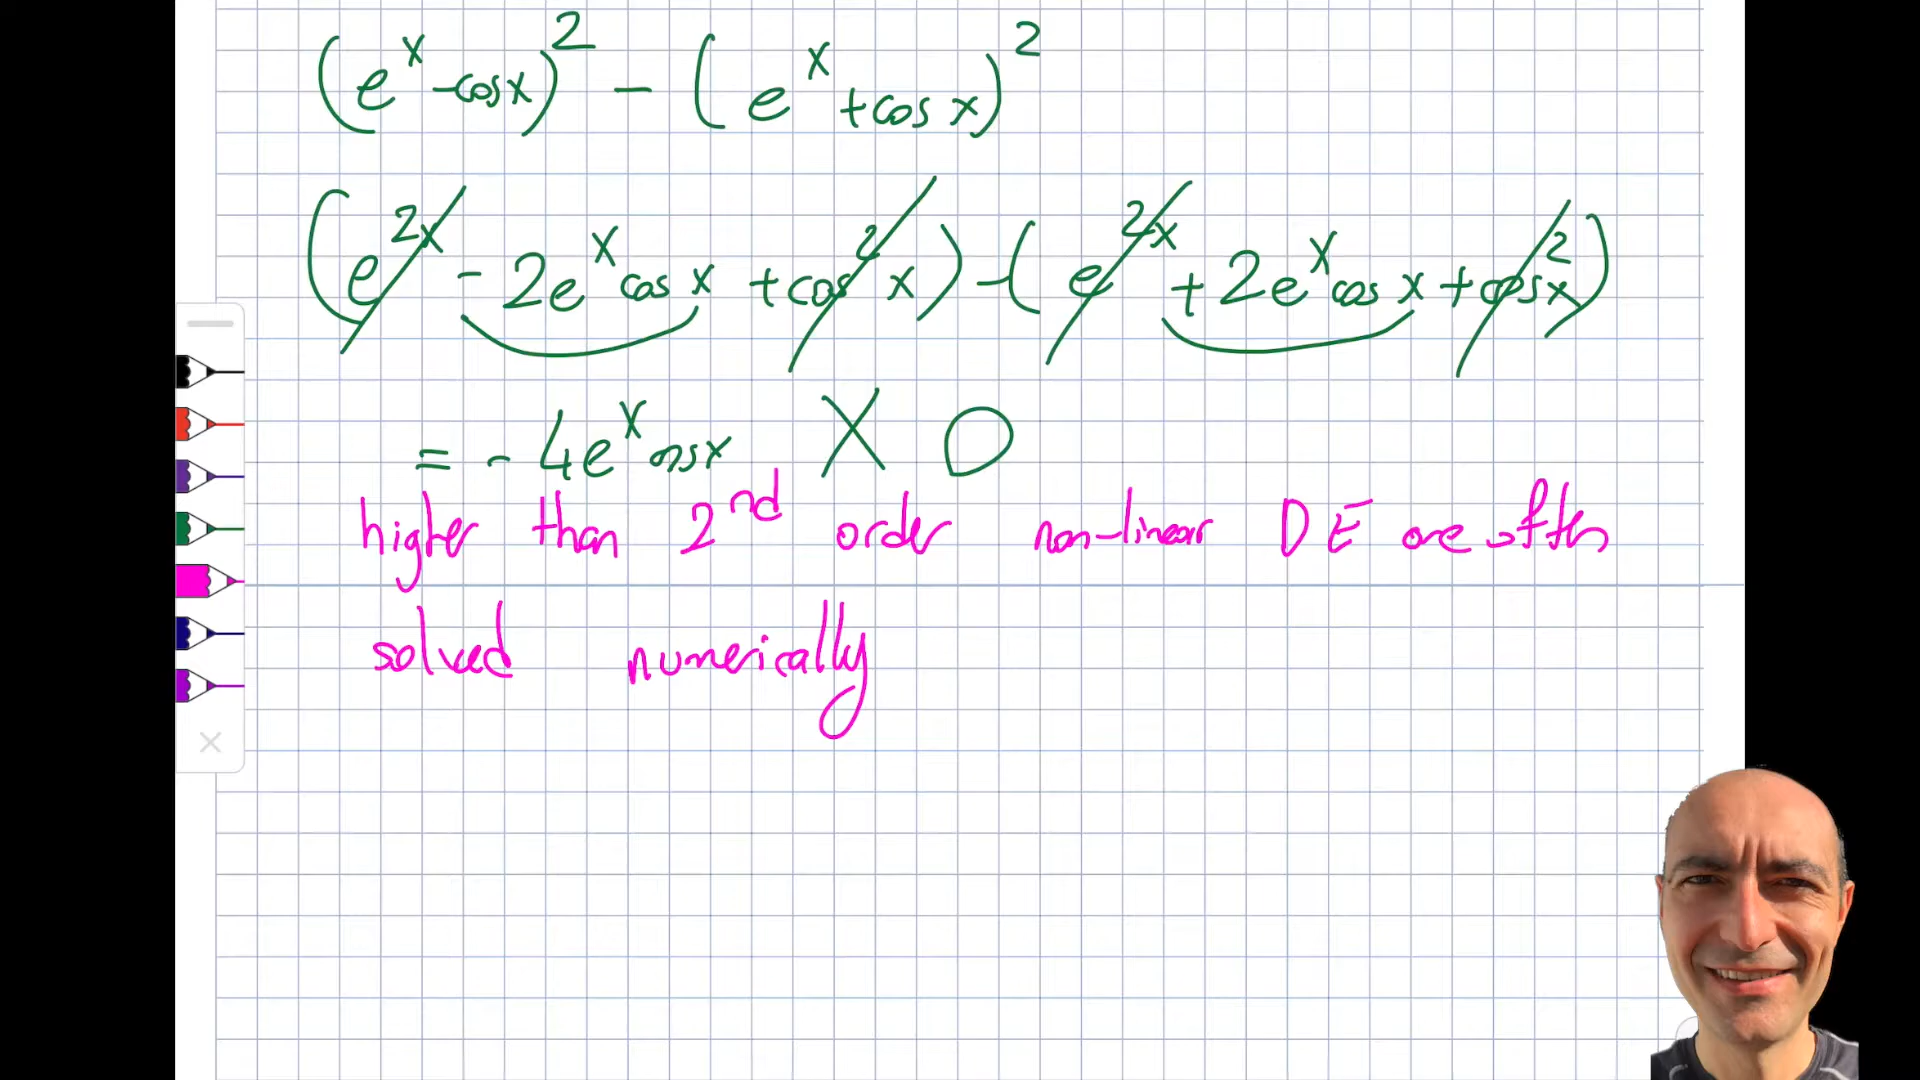 (e^x - cos x)^2 - (e^x + cos x)^2
(e^2x - 2e^x cos x + cos^2 x) - (e^2x + 2e^x cos x + cos^2 x)
= - 4e^x cos x X 0
higher than 2nd order non-linear DE are often
solved numerically